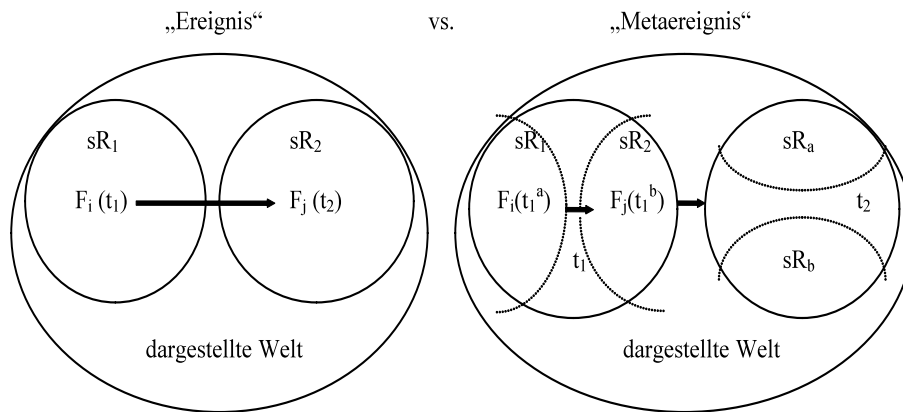 „Ereignis“ vs. „Metaereignis“
sR₁ sR₂ sR₁ sR₂ sRₐ
Fᵢ (t₁) Fⱼ (t₂) Fᵢ(t₁ᵃ) Fⱼ(t₁ᵇ) t₂
t₁ sR_b
dargestellte Welt dargestellte Welt